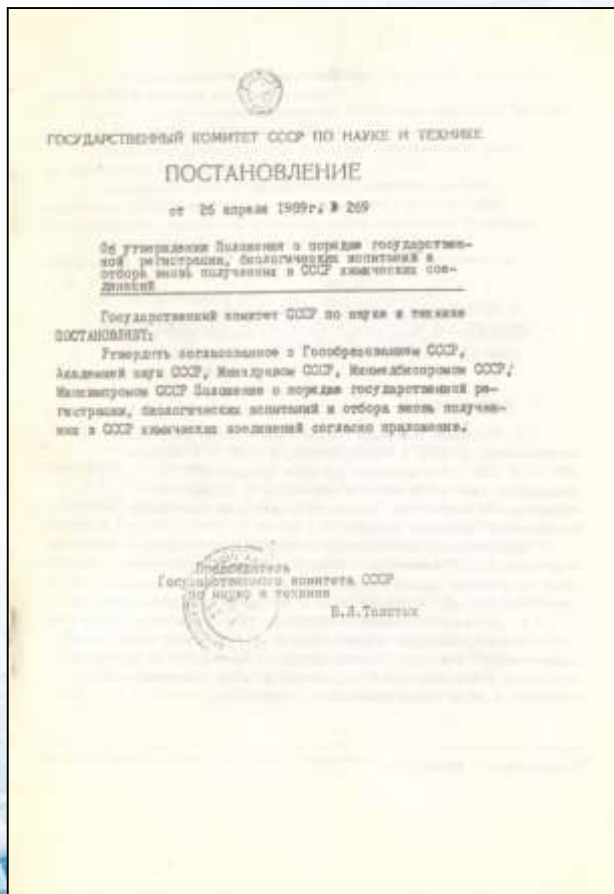 ГОСУДАРСТВЕННЫЙ КОМИТЕТ СССР ПО НАУКЕ И ТЕХНИКЕ
ПОСТАНОВЛЕНИЕ
от 26 апреля 1989г. № 269
Об утверждении Положения о порядке государствен-
ной регистрации, биологических испытаний и
отбора вновь полученных в СССР химических сое-
динений
Государственный комитет СССР по науке и технике
ПОСТАНОВЛЯЕТ:
Утвердить согласованное с Гособразованием СССР,
Академией наук СССР, Минздравом СССР, Минмедбиопромом СССР,
Минхимпромом СССР Положение о порядке государственной ре-
гистрации, биологических испытаний и отбора вновь получен-
ных в СССР химических соединений согласно приложению.
Председатель
Государственного комитета СССР
по науке и технике
Б.Л.Толстых